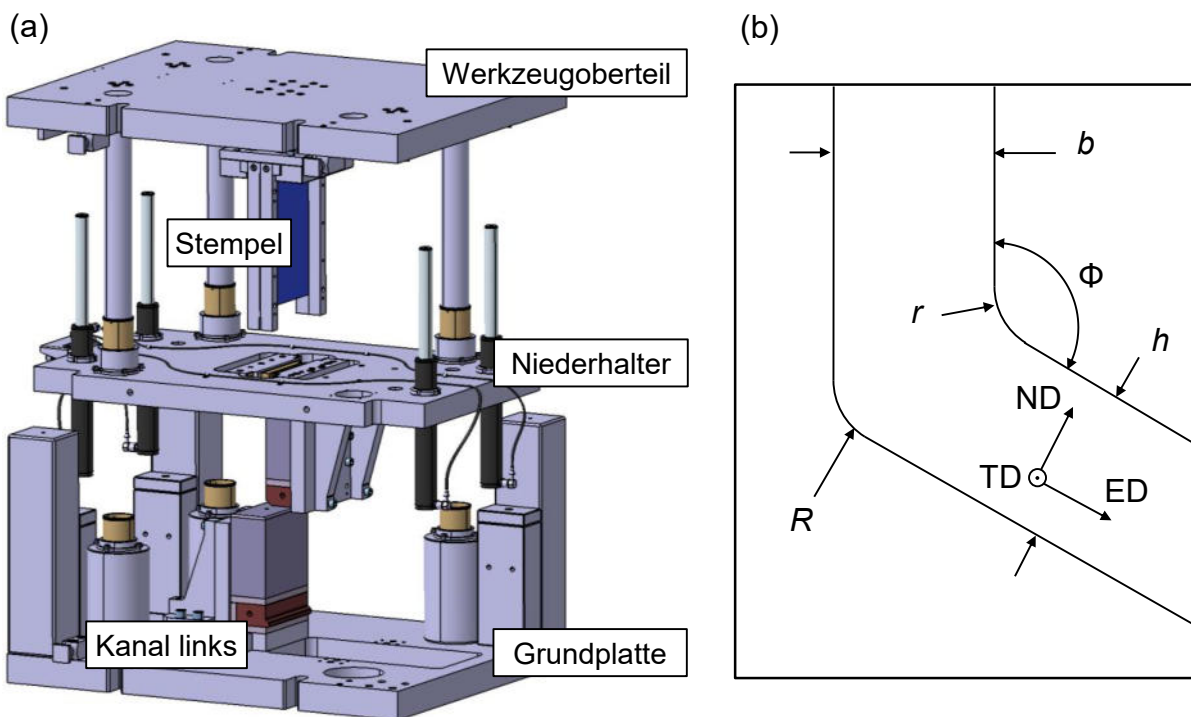 (a)
Werkzeugoberteil
Stempel
Niederhalter
Kanal links
Grundplatte
(b)
b
Φ
r
h
ND
TD
ED
R